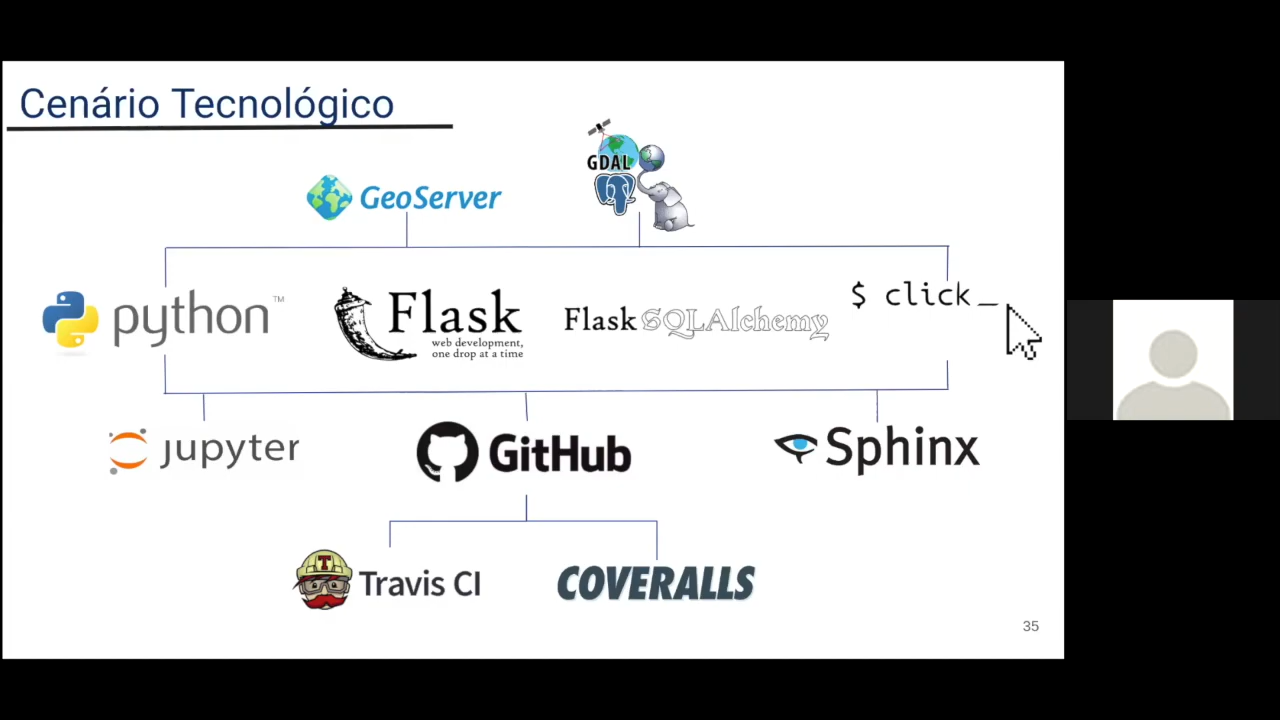 Cenário Tecnológico
GDAL
GeoServer
python™
Flask
web development,
one drop at a time
Flask SQLAlchemy
$ click_
jupyter
GitHub
Sphinx
T
Travis CI
COVERALLS
35